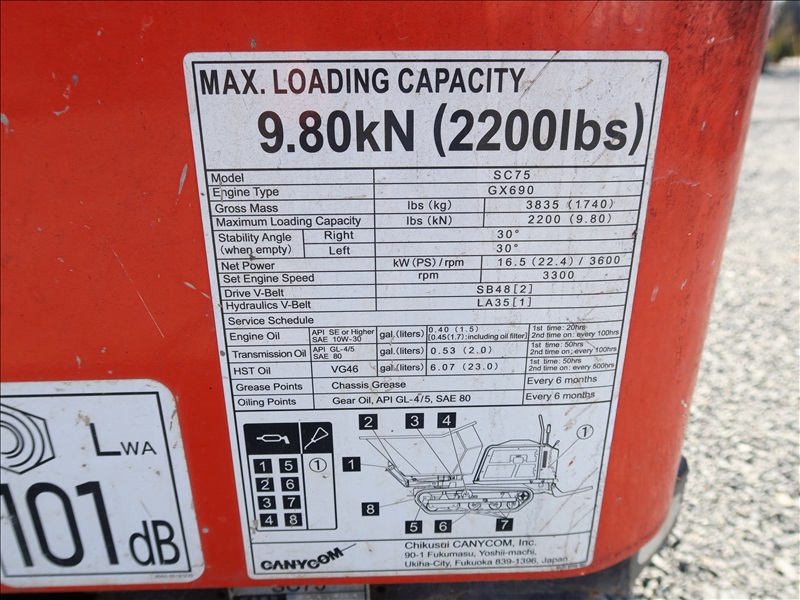 MAX. LOADING CAPACITY
9.80kN (2200lbs)
Model SC75
Engine Type GX690
Gross Mass lbs (kg) 3835 (1740)
Maximum Loading Capacity lbs (kN) 2200 (9.80)
Stability Angle (when empty) Right 30°
Left 30°
Net Power kW (PS) / rpm 16.5 (22.4) / 3600
Set Engine Speed rpm 3300
Drive V-Belt SB48[2]
Hydraulics V-Belt LA35[1]
Service Schedule
Engine Oil API SE or Higher SAE 10W-30 gal.(liters) 0.40 (1.5) [0.45(1.7):including oil filter] 1st time: 20hrs 2nd time on: every 100hrs
Transmission Oil API GL-4/5 SAE 80 gal.(liters) 0.53 (2.0) 1st time: 50hrs 2nd time on: every 100hrs
HST Oil VG46 gal.(liters) 6.07 (23.0) 1st time: 50hrs 2nd time on: every 500hrs
Grease Points Chassis Grease Every 6 months
Oiling Points Gear Oil, API GL-4/5, SAE 80 Every 6 months
2 3 4 1
1 5 1
2 6
3 7
4 8
1
8
5 6 7
CANYCOM
Chikusui CANYCOM, Inc.
90-1 Fukumasu, Yoshii-machi,
Ukiha-City, Fukuoka 839-1396, Japan
LWA
101 dB
SC75